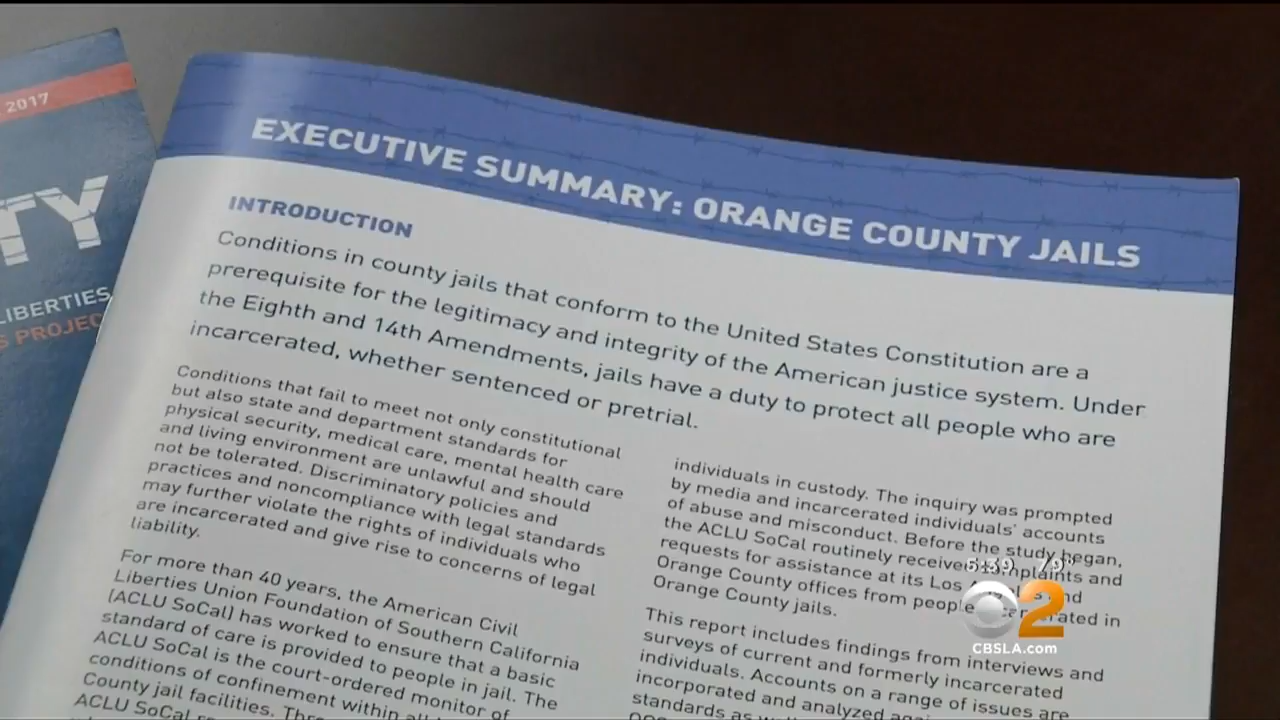 2017
TY
LIBERTIES
EXECUTIVE SUMMARY: ORANGE COUNTY JAILS
INTRODUCTION
Conditions in county jails that conform to the United States Constitution are a
prerequisite for the legitimacy and integrity of the American justice system. Under
the Eighth and 14th Amendments, jails have a duty to protect all people who are
incarcerated, whether sentenced or pretrial.
Conditions that fail to meet not only constitutional
but also state and department standards for
physical security, medical care, mental health care
and living environment are unlawful and should
not be tolerated. Discriminatory policies and
practices and noncompliance with legal standards
may further violate the rights of individuals who
are incarcerated and give rise to concerns of legal
liability.
For more than 40 years, the American Civil
Liberties Union Foundation of Southern California
[ACLU SoCal] has worked to ensure that a basic
standard of care is provided to people in jail. The
ACLU SoCal is the court-ordered monitor of
conditions of confinement within all
County jail facilities.
ACLU SoCal
individuals in custody. The inquiry was prompted
by media and incarcerated individuals' accounts
of abuse and misconduct. Before the study began,
the ACLU SoCal routinely received complaints and
requests for assistance at its Los and
Orange County offices from people in
Orange County jails.
This report includes findings from interviews and
surveys of current and formerly incarcerated
individuals. Accounts on a range of issues are
incorporated and analyzed
standards as
5:39 79°
2
CBSLA.com